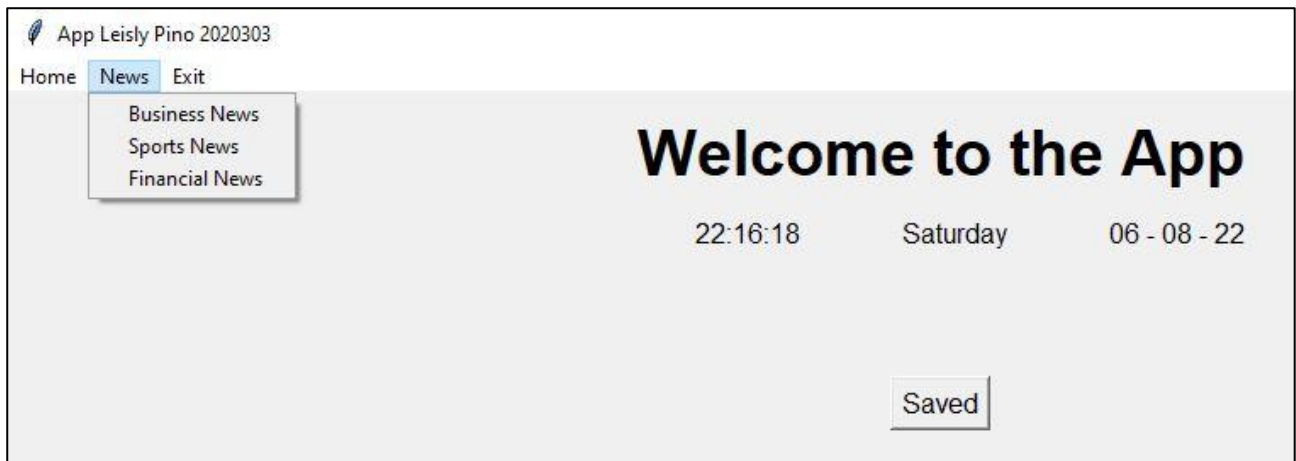 App Leisly Pino 2020303
Home News Exit
Business News
Sports News
Financial News
Welcome to the App
22:16:18 Saturday 06 - 08 - 22
Saved